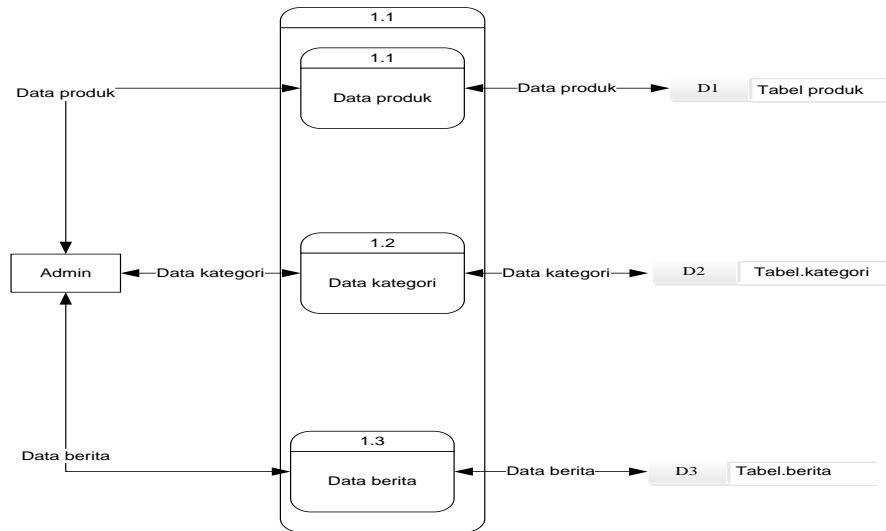 1.1
1.1
Data produk
Data produk
Data produk
D1 Tabel produk
1.2
Admin
Data kategori
Data kategori
Data kategori
D2 Tabel.kategori
1.3
Data berita
Data berita
Data berita
D3 Tabel.berita